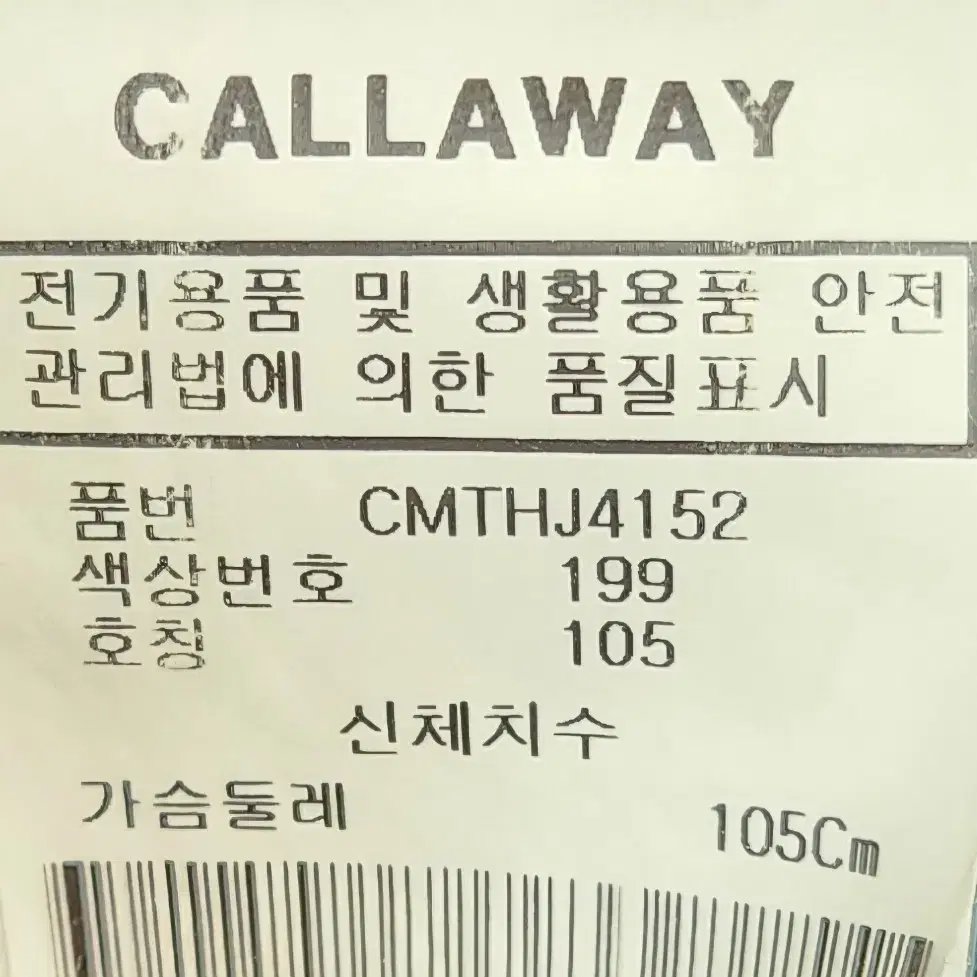 CALLAWAY
전기용품 및 생활용품 안전
관리법에 의한 품질표시
품번 CMTHJ4152
색상번호 199
호칭 105
신체치수
가슴둘레 105Cm